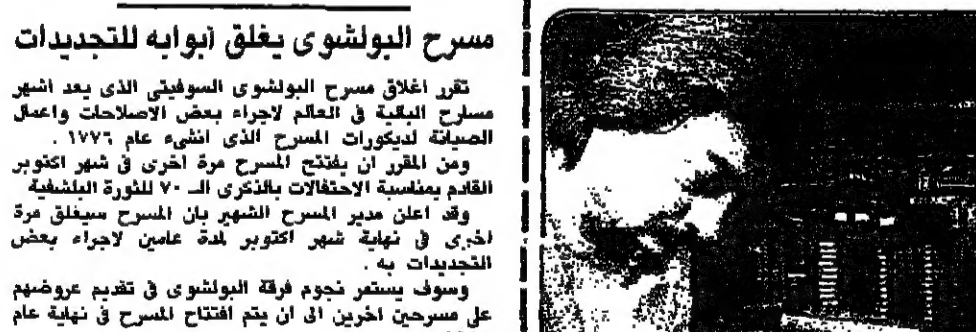 مسرح البولشوى يغلق أبوابه للتجديدات
تقرر اغلاق مسرح البولشوى السوفيتى الذى يعد اشهر
مسارح البالية فى العالم لاجراء بعض الاصلاحات واعمال
الصيانة لديكورات المسرح الذى انشىء عام ١٧٧٦ .
ومن المقرر ان يفتتح المسرح مرة اخرى فى شهر اكتوبر
القادم بمناسبة الاحتفالات بالذكرى الـ ٧٠ للثورة البلشفية
وقد اعلن مدير المسرح الشهير بان المسرح سيغلق مرة
اخرى فى نهاية شهر اكتوبر لمدة عامين لاجراء بعض
التجديدات به .
وسوف يستمر نجوم فرقة البولشوى فى تقديم عروضهم
على مسرحين اخرين الى ان يتم افتتاح المسرح فى نهاية عام